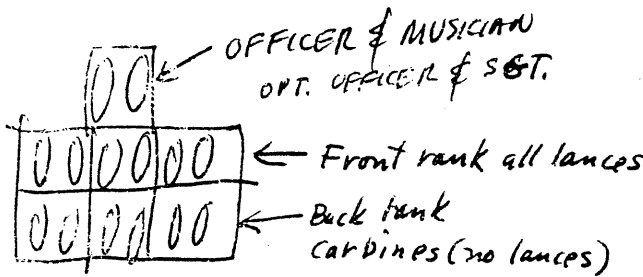 OFFICER & MUSICIAN
OPT. OFFICER & SGT.
Front rank all lances
Back rank
carbines (no lances)